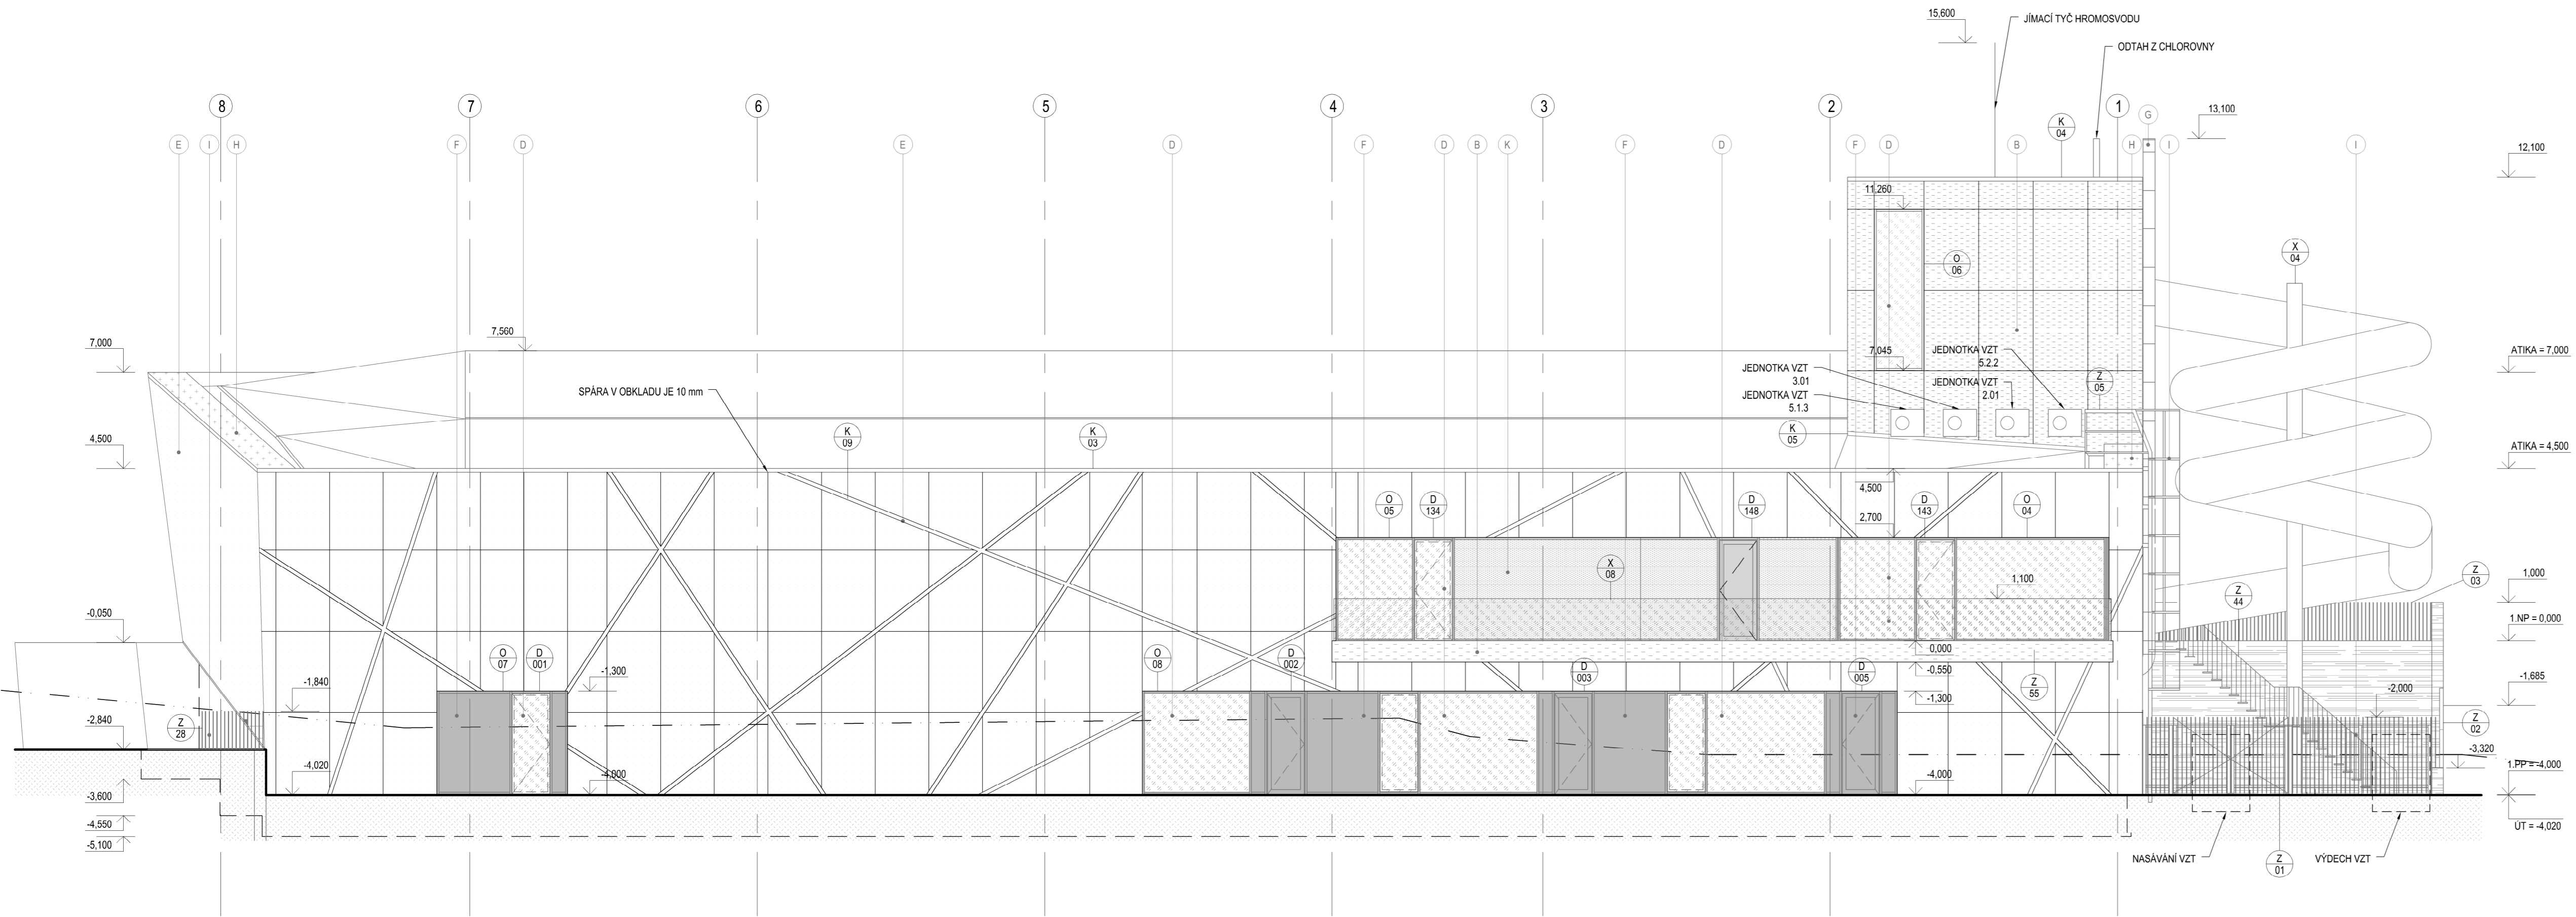 15,600
JÍMACÍ TYČ HROMOSVODU
ODTAH Z CHLOROVNY
8
7
6
5
4
3
2
1
13,100
G
K
04
E
I
H
F
D
E
D
F
D
B
K
F
D
F
D
B
H
I
I
12,100
11,260
O
06
X
04
7,560
7,000
7,045
JEDNOTKA VZT
5.2.2
ATIKA = 7,000
JEDNOTKA VZT
3.01
JEDNOTKA VZT
2.01
Z
05
SPÁRA V OBKLADU JE 10 mm
JEDNOTKA VZT
5.1.3
4,500
K
09
K
03
K
05
ATIKA = 4,500
4,500
O
05
D
134
D
148
2,700
D
143
O
04
X
08
1,100
Z
03
1,000
Z
44
-0,050
1.NP = 0,000
0,000
O
07
D
001
-1,300
O
08
D
002
D
003
D
005
-0,550
Z
55
-1,300
-1,840
-1,685
-2,000
Z
28
-2,840
Z
02
-3,320
-4,020
-4,000
-4,000
1.PP = -4,000
-3,600
-4,550
-5,100
ÚT = -4,020
NASÁVÁNÍ VZT
Z
01
VÝDECH VZT